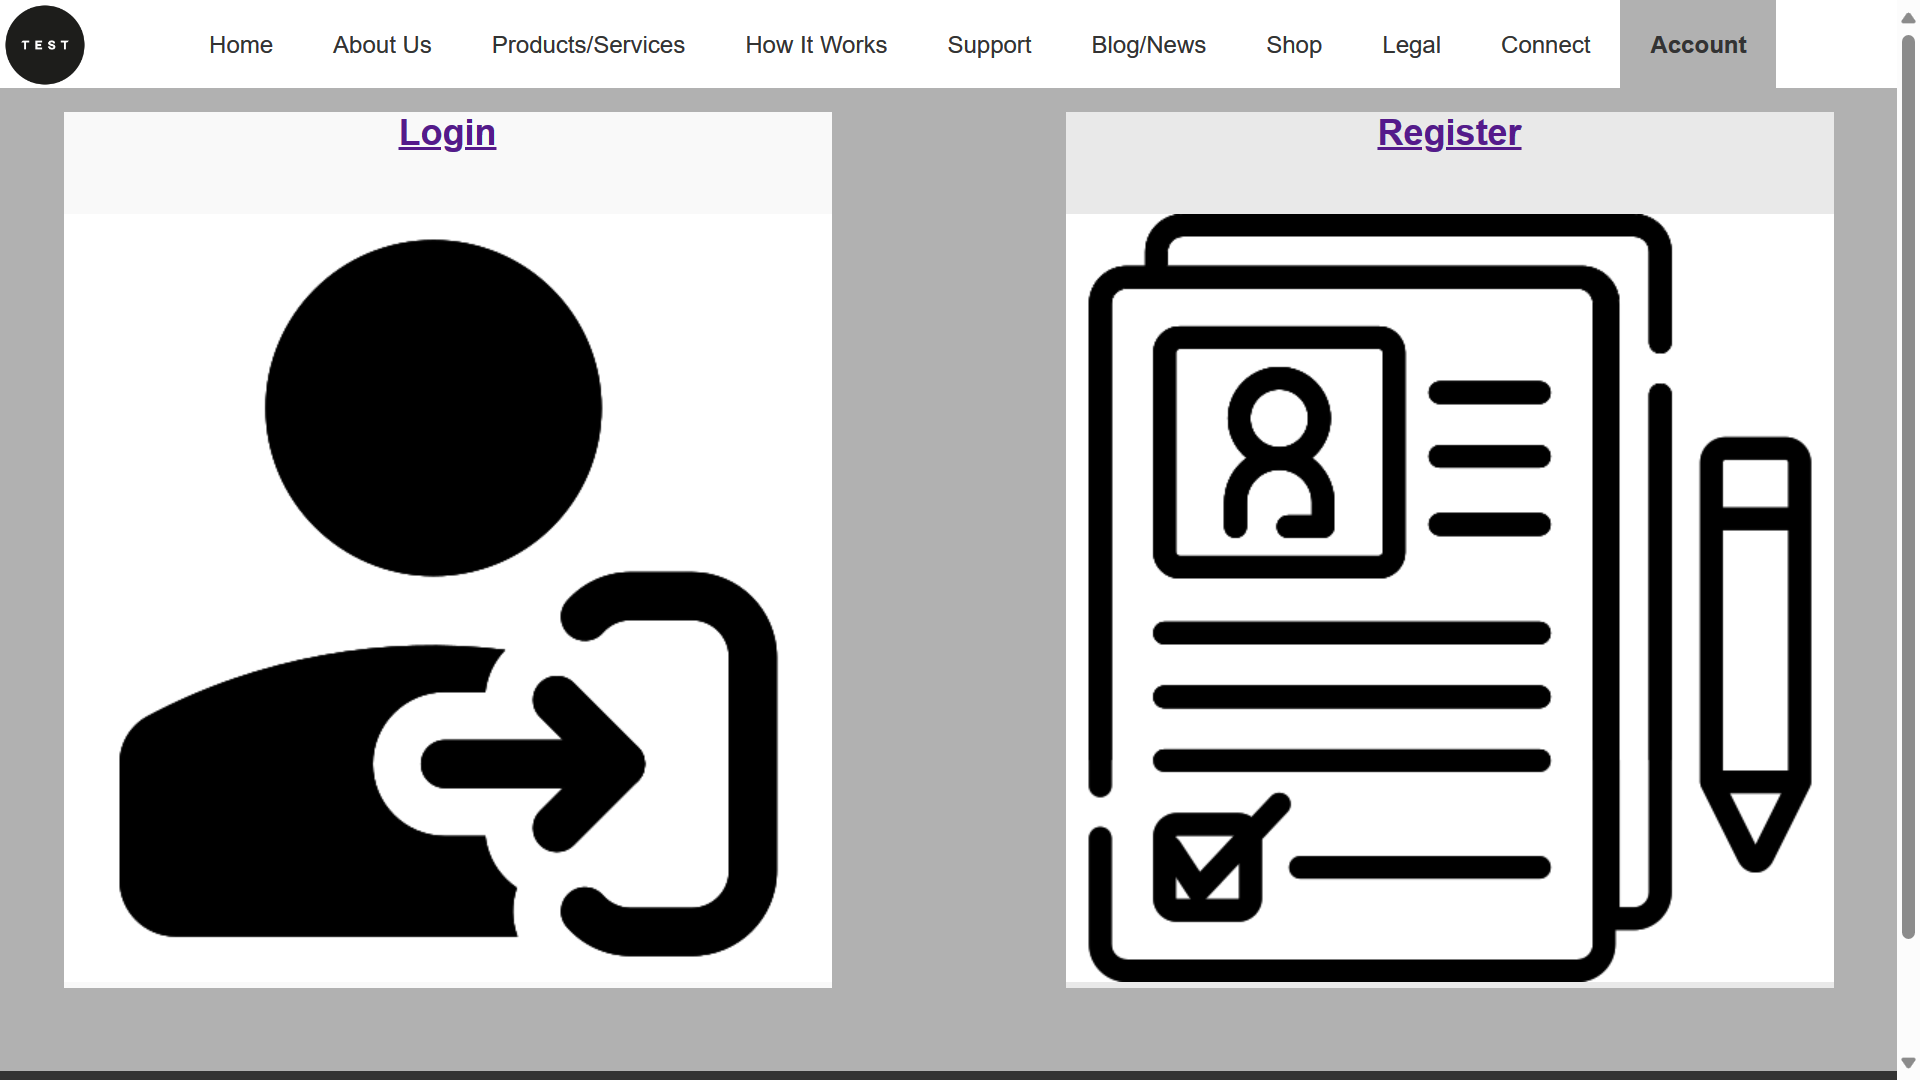 TEST
Home About Us Products/Services How It Works Support Blog/News Shop Legal Connect Account
Login
Register